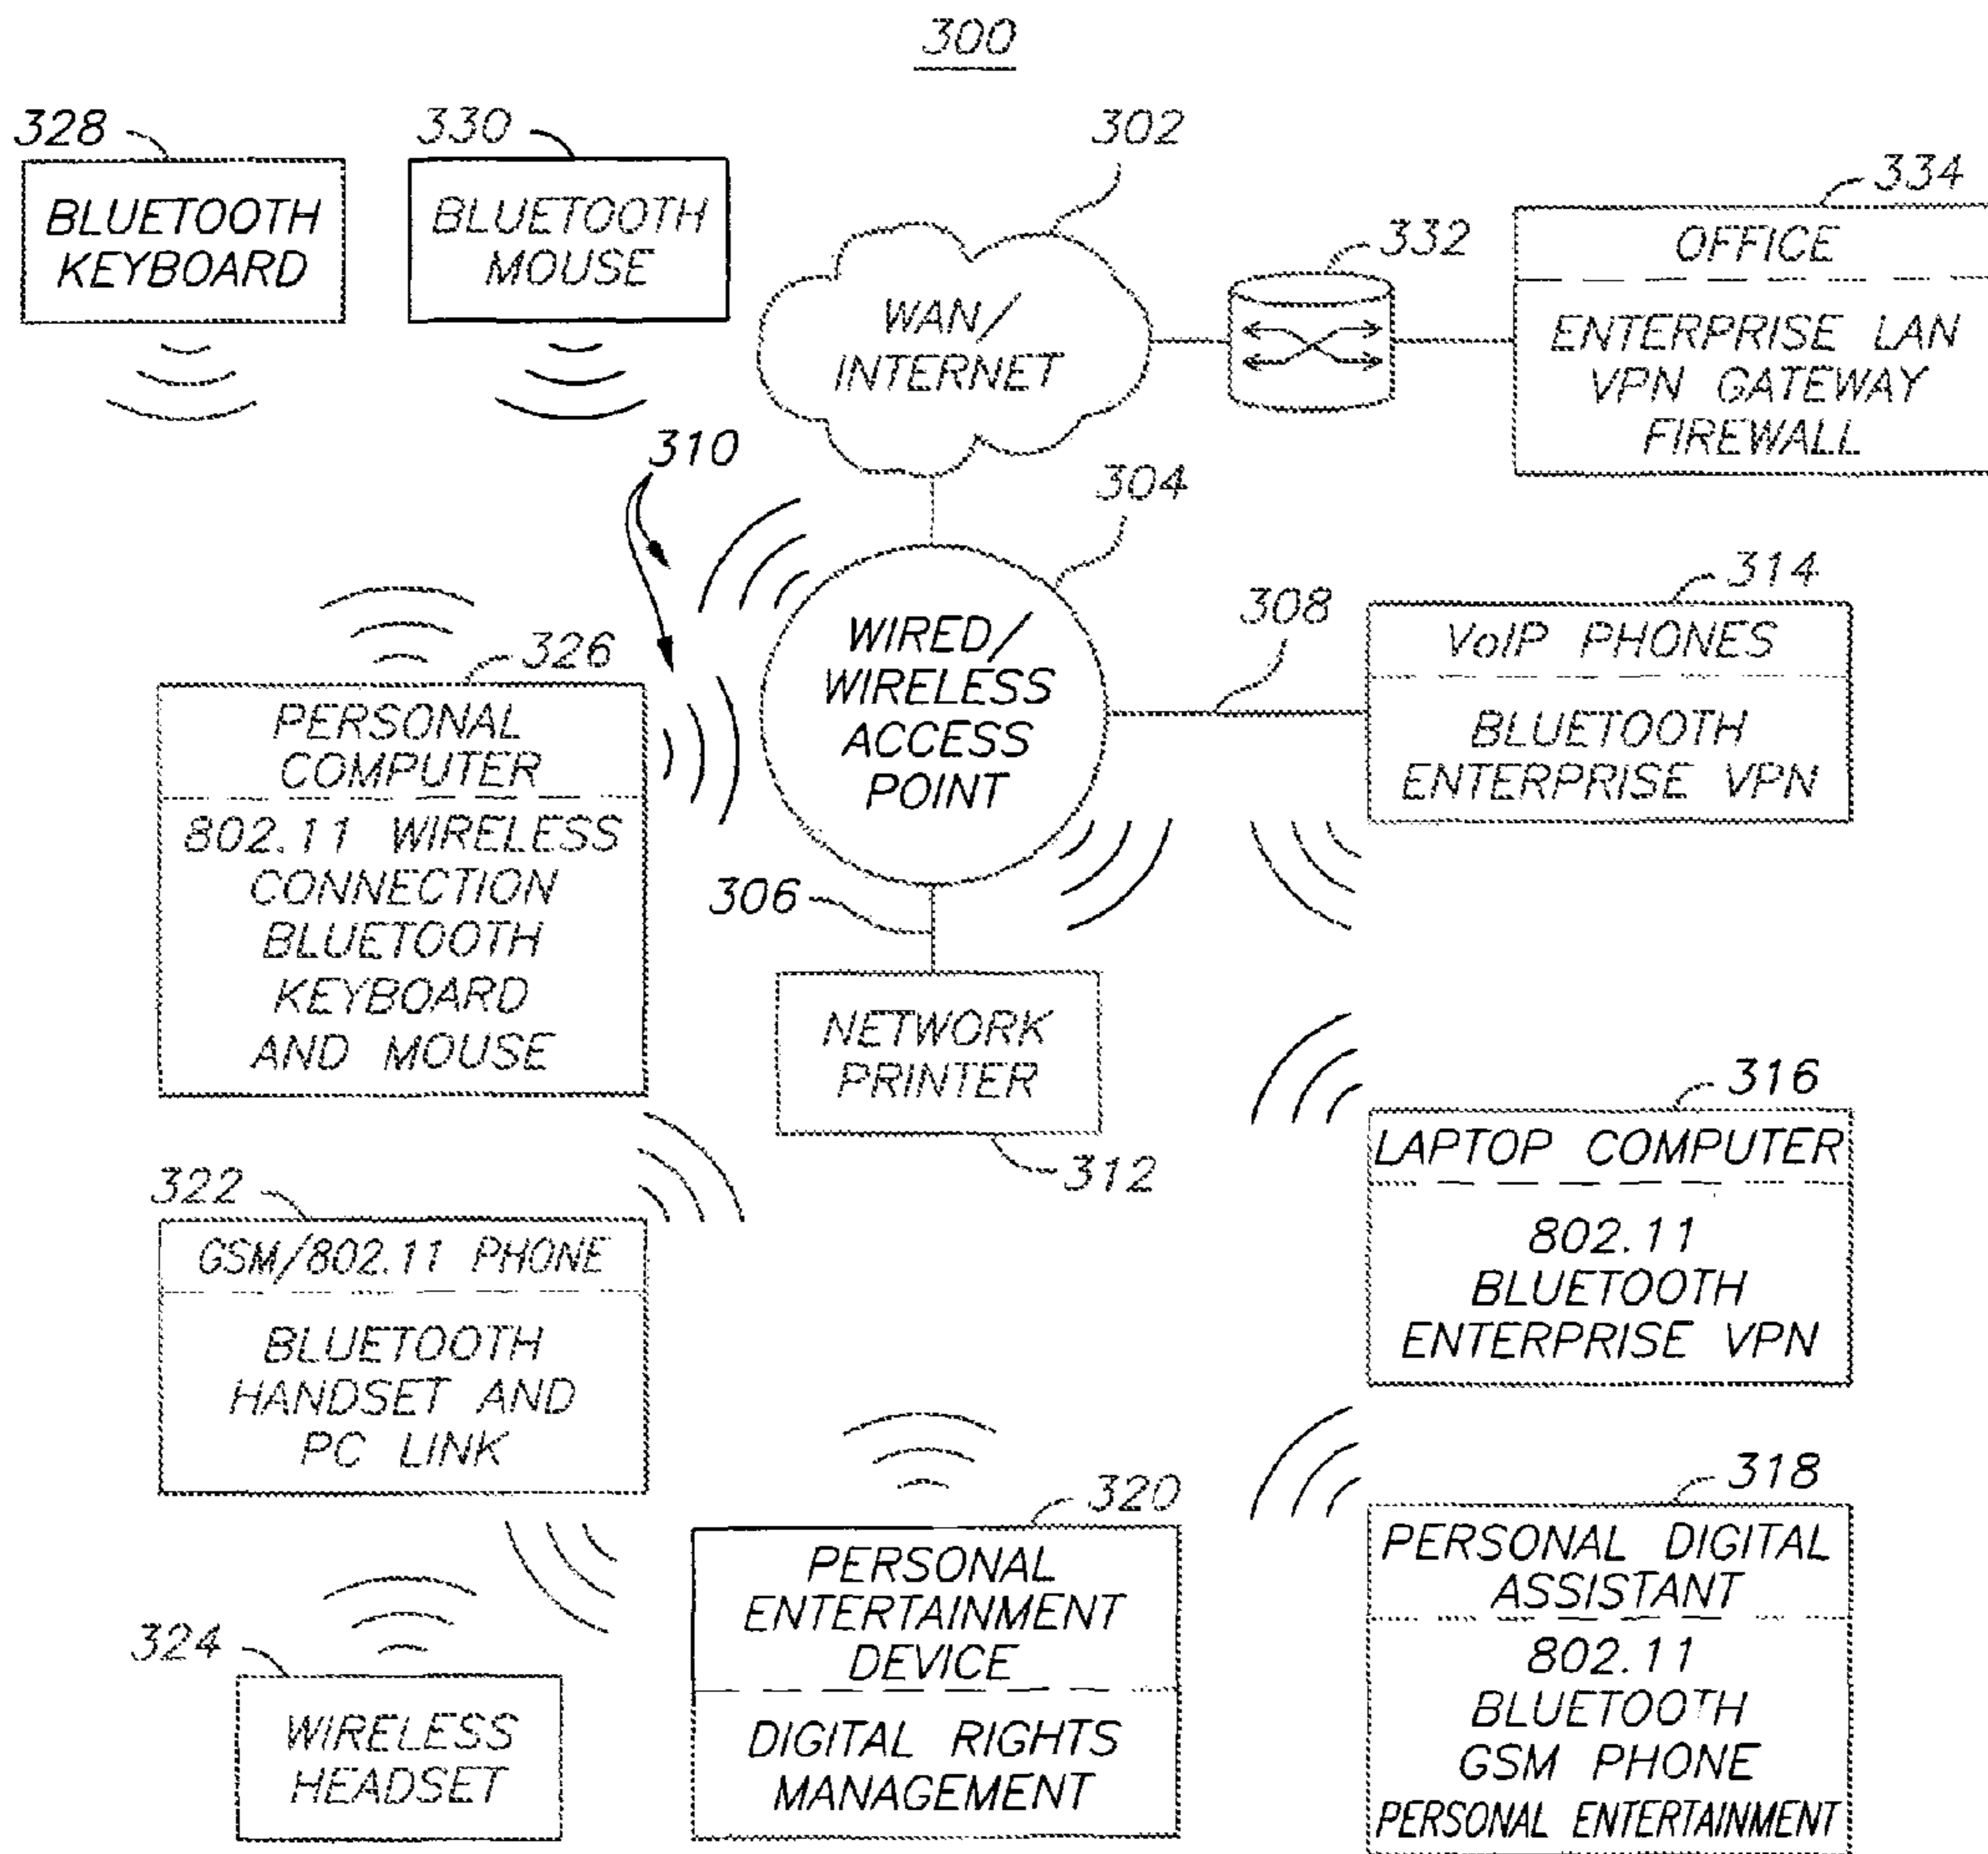 300
328
BLUETOOTH
KEYBOARD
330
BLUETOOTH
MOUSE
302
WAN/
INTERNET
332
334
OFFICE
ENTERPRISE LAN
VPN GATEWAY
FIREWALL
310
304
WIRED/
WIRELESS
ACCESS
POINT
308
314
VoIP PHONES
BLUETOOTH
ENTERPRISE VPN
326
PERSONAL
COMPUTER
802.11 WIRELESS
CONNECTION
BLUETOOTH
KEYBOARD
AND MOUSE
306
NETWORK
PRINTER
312
316
LAPTOP COMPUTER
802.11
BLUETOOTH
ENTERPRISE VPN
322
GSM/802.11 PHONE
BLUETOOTH
HANDSET AND
PC LINK
320
PERSONAL
ENTERTAINMENT
DEVICE
DIGITAL RIGHTS
MANAGEMENT
318
PERSONAL DIGITAL
ASSISTANT
802.11
BLUETOOTH
GSM PHONE
PERSONAL ENTERTAINMENT
324
WIRELESS
HEADSET